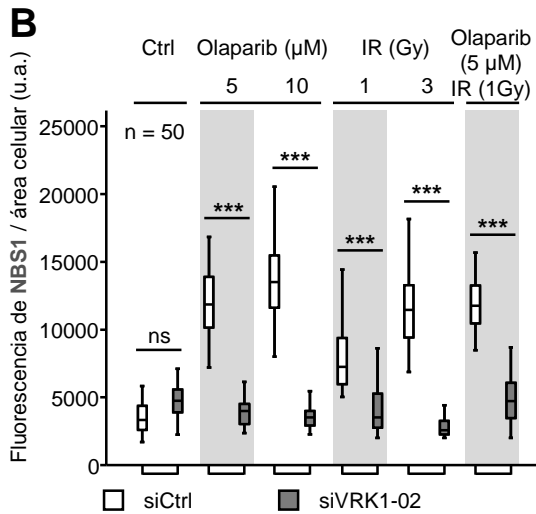 B
Ctrl
Olaparib (µM)
IR (Gy)
Olaparib
(5 µM)
IR (1Gy)
5
10
1
3
Fluorescencia de NBS1 / área celular (u.a.)
25000
20000
15000
10000
5000
0
n = 50
ns
***
***
***
***
***
siCtrl
siVRK1-02